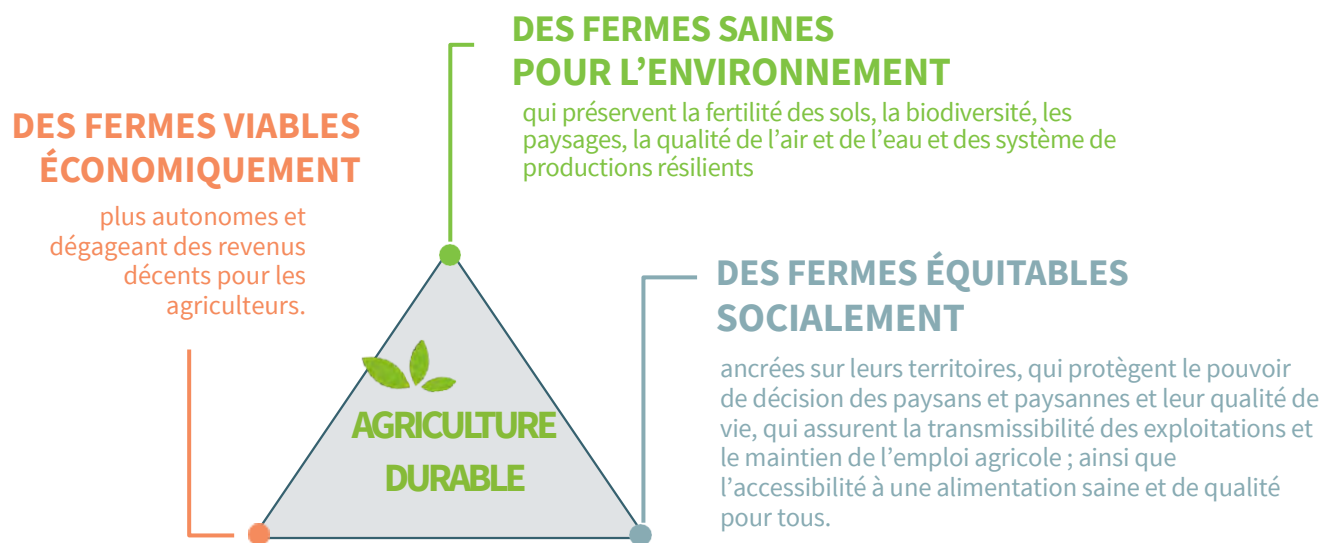 DES FERMES SAINES
POUR L’ENVIRONNEMENT
qui préservent la fertilité des sols, la biodiversité, les
paysages, la qualité de l’air et de l’eau et des système de
productions résilients
DES FERMES VIABLES
ÉCONOMIQUEMENT
plus autonomes et
dégageant des revenus
décents pour les
agriculteurs.
DES FERMES ÉQUITABLES
SOCIALEMENT
ancrées sur leurs territoires, qui protègent le pouvoir
de décision des paysans et paysannes et leur qualité de
vie, qui assurent la transmissibilité des exploitations et
le maintien de l’emploi agricole ; ainsi que
l’accessibilité à une alimentation saine et de qualité
pour tous.
AGRICULTURE
DURABLE